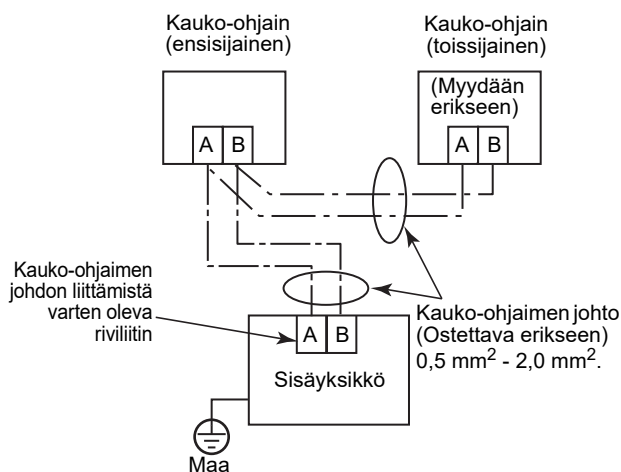 Kauko-ohjain
(ensisijainen)
Kauko-ohjain
(toissijainen)
(Myydään
erikseen)
A B
A B
Kauko-ohjaimen
johdon liittämistä
varten oleva
riviliitin
Kauko-ohjaimen johto
(Ostettava erikseen)
0,5 mm² - 2,0 mm².
A B
Sisäyksikkö
Maa